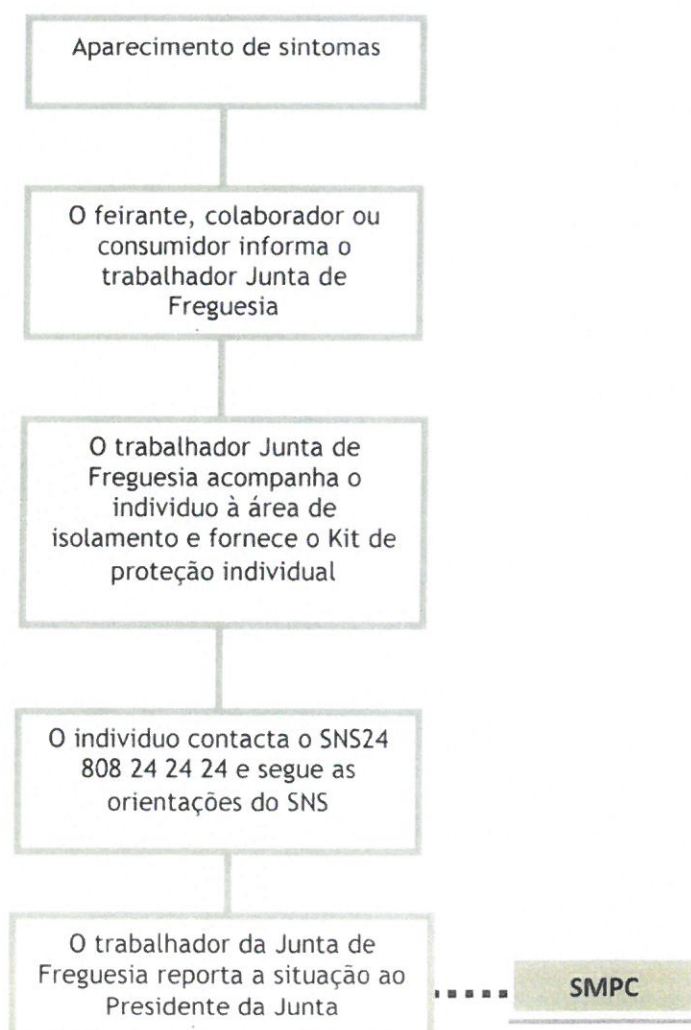 Aparecimento de sintomas
O feirante, colaborador ou
consumidor informa o
trabalhador Junta de
Freguesia
O trabalhador Junta de
Freguesia acompanha o
individuo à área de
isolamento e fornece o Kit de
proteção individual
O individuo contacta o SNS24
808 24 24 24 e segue as
orientações do SNS
O trabalhador da Junta de
Freguesia reporta a situação ao
Presidente da Junta
SMPC